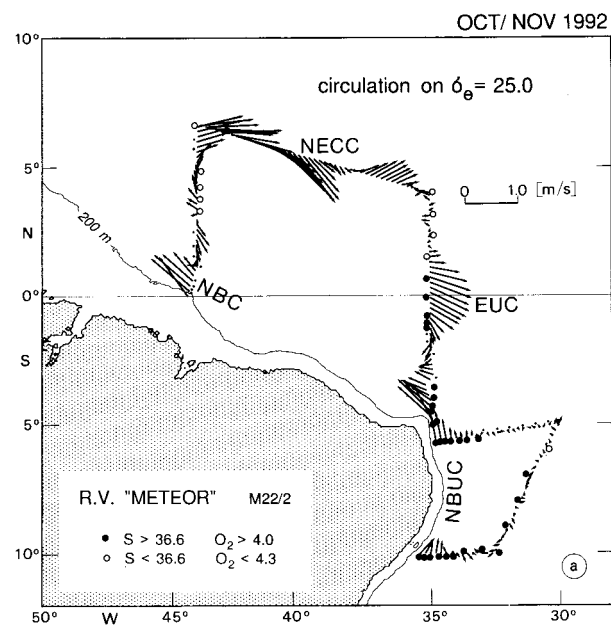 OCT/ NOV 1992
10°
circulation on σ_θ = 25.0
NECC
5°
0 1.0 [m/s]
200 m
N
NBC
0°
EUC
S
5°
R.V. "METEOR" M22/2
● S > 36.6 O₂ > 4.0
○ S < 36.6 O₂ < 4.3
NBUC
10°
a
50° W 45° 40° 35° 30°